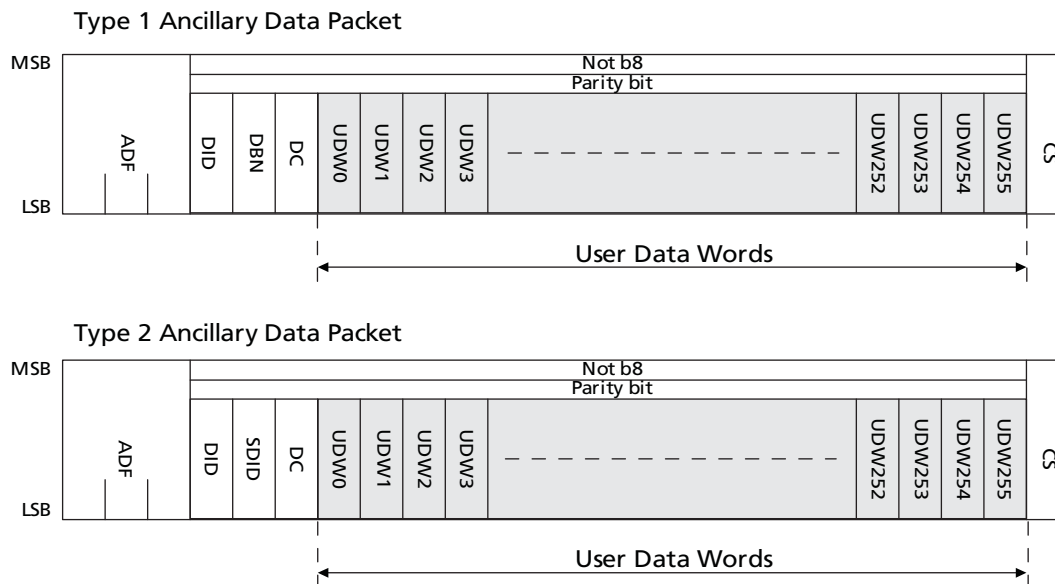 Type 1 Ancillary Data Packet
MSB
Not b8
Parity bit
ADF
DID
DBN
DC
UDW0
UDW1
UDW2
UDW3
UDW252
UDW253
UDW254
UDW255
CS
LSB
User Data Words
Type 2 Ancillary Data Packet
MSB
Not b8
Parity bit
ADF
DID
SDID
DC
UDW0
UDW1
UDW2
UDW3
UDW252
UDW253
UDW254
UDW255
CS
LSB
User Data Words